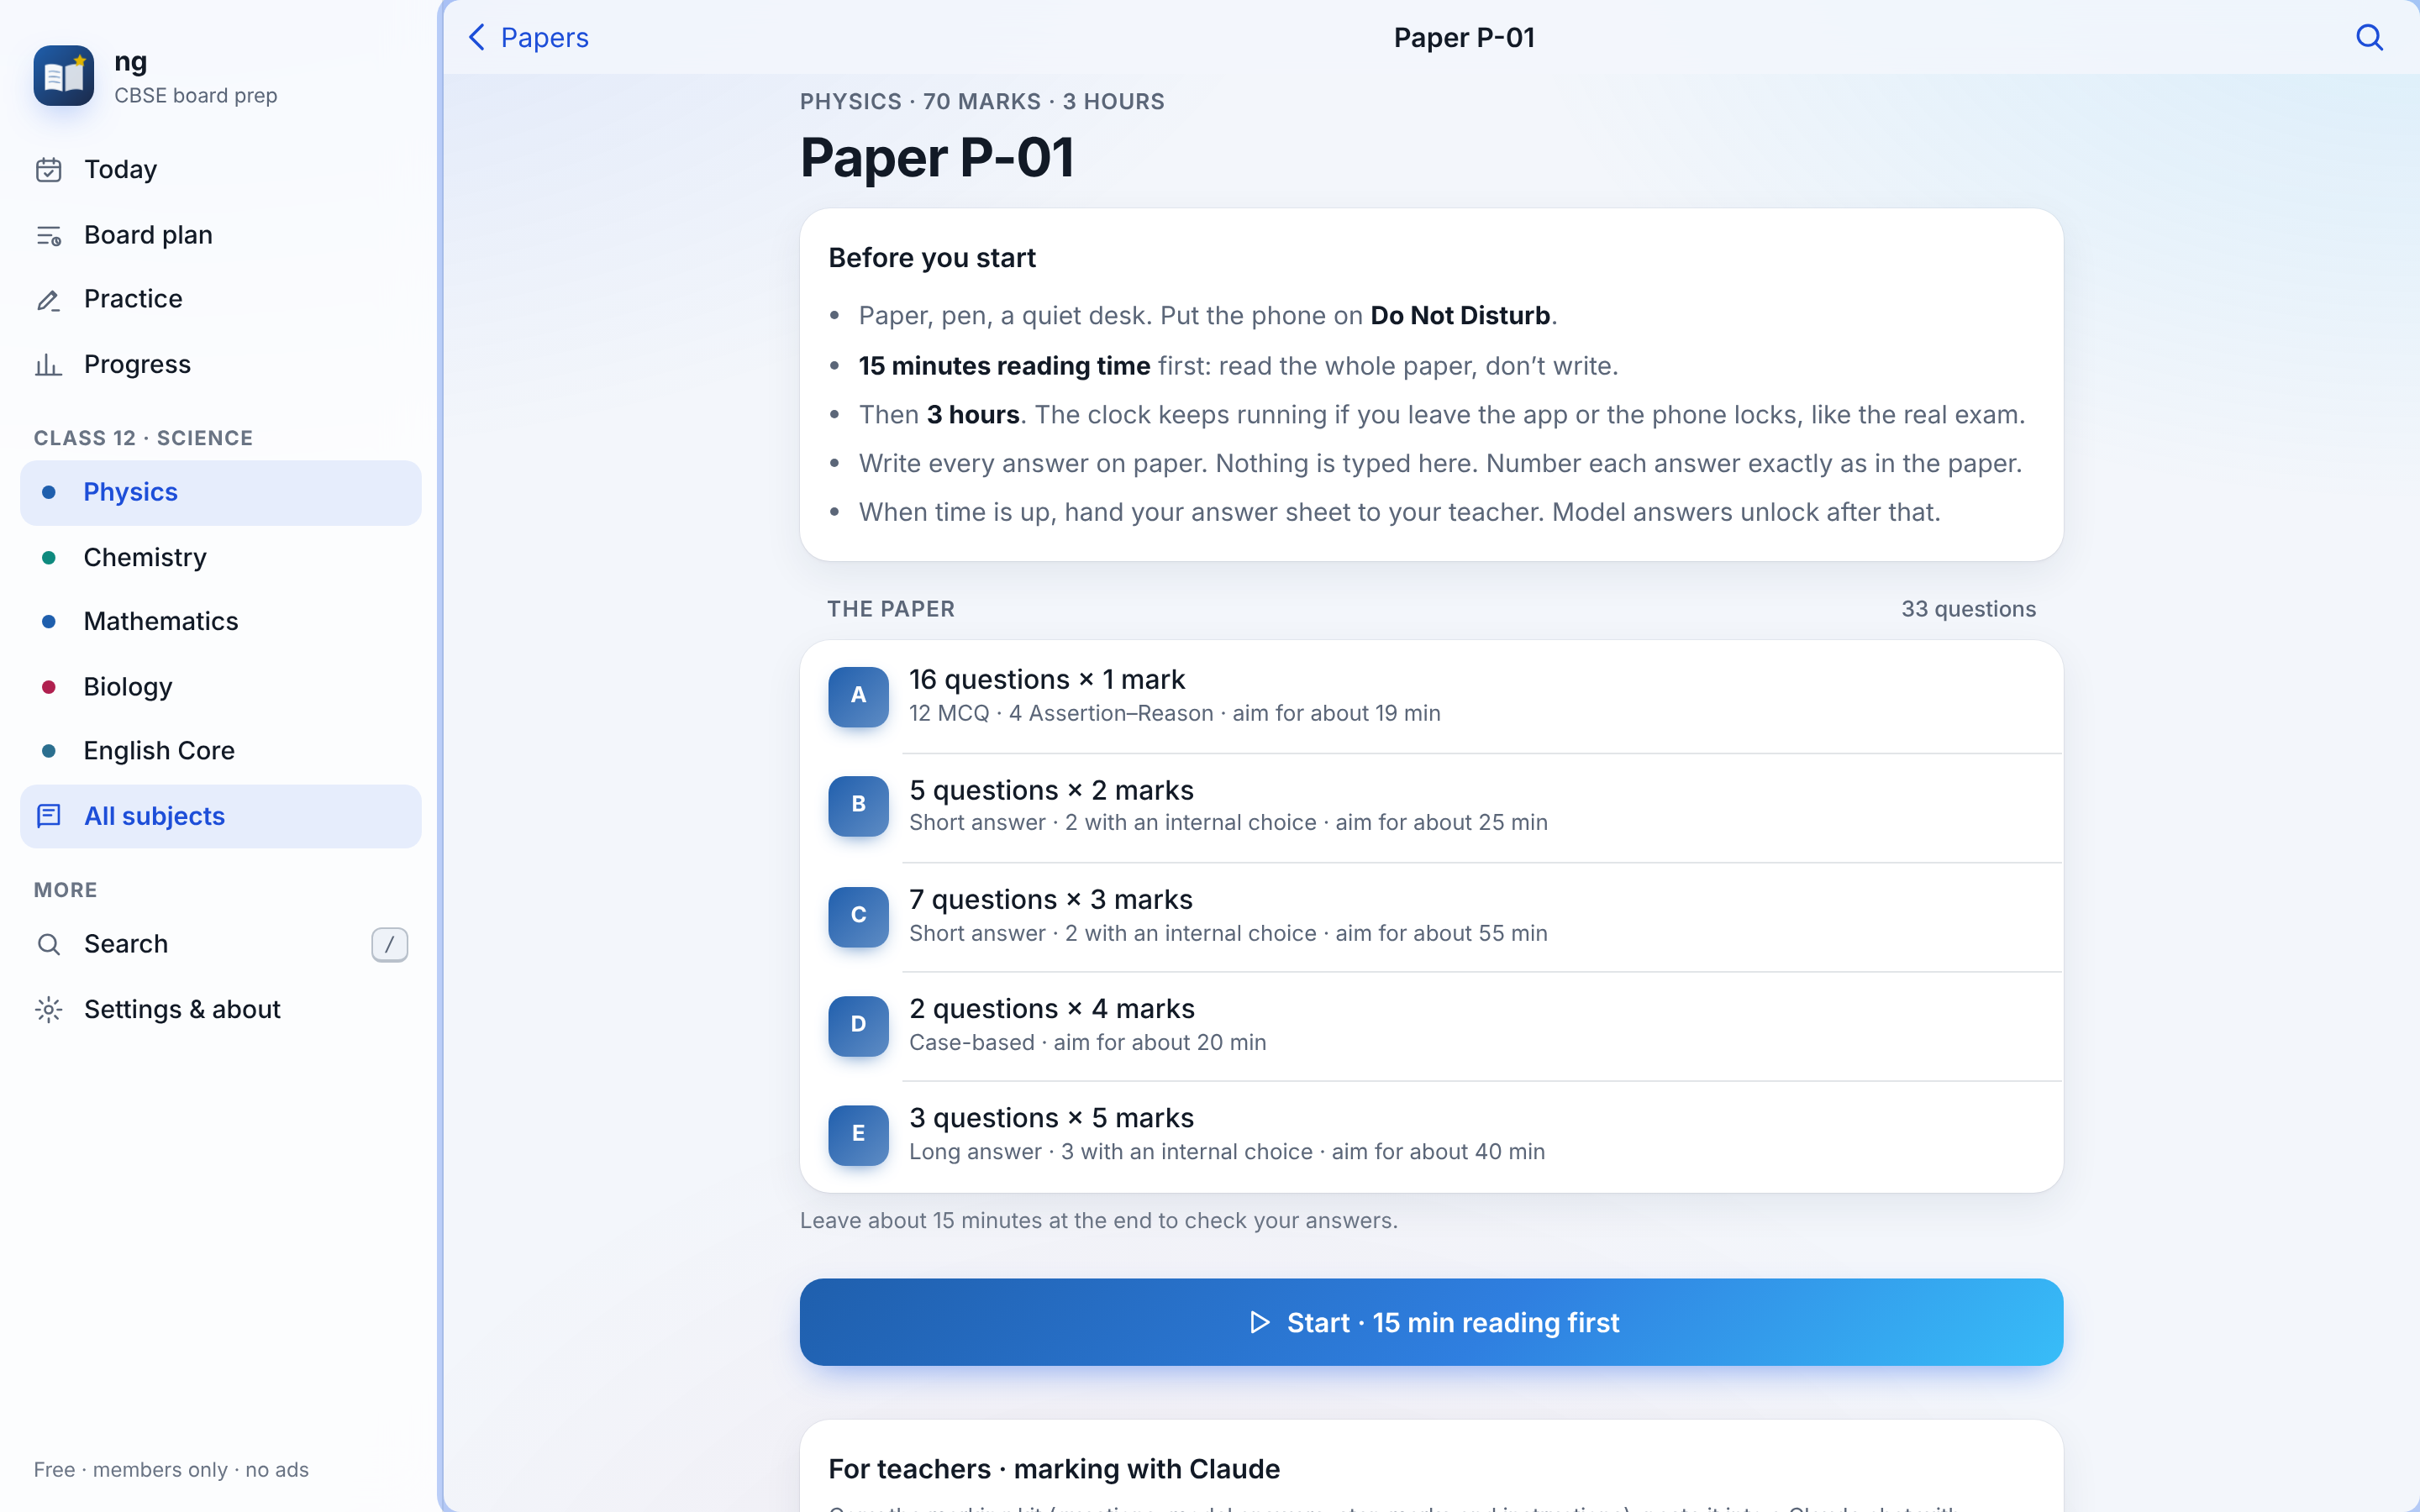 ng
CBSE board prep
Today
Board plan
Practice
Progress
CLASS 12 · SCIENCE
Physics
Chemistry
Mathematics
Biology
English Core
All subjects
MORE
Search
/
Settings & about
Free · members only · no ads
Papers
Paper P-01
PHYSICS · 70 MARKS · 3 HOURS
Paper P-01
Before you start
• Paper, pen, a quiet desk. Put the phone on Do Not Disturb.
• 15 minutes reading time first: read the whole paper, don’t write.
• Then 3 hours. The clock keeps running if you leave the app or the phone locks, like the real exam.
• Write every answer on paper. Nothing is typed here. Number each answer exactly as in the paper.
• When time is up, hand your answer sheet to your teacher. Model answers unlock after that.
THE PAPER
33 questions
A
16 questions × 1 mark
12 MCQ · 4 Assertion–Reason · aim for about 19 min
B
5 questions × 2 marks
Short answer · 2 with an internal choice · aim for about 25 min
C
7 questions × 3 marks
Short answer · 2 with an internal choice · aim for about 55 min
D
2 questions × 4 marks
Case-based · aim for about 20 min
E
3 questions × 5 marks
Long answer · 3 with an internal choice · aim for about 40 min
Leave about 15 minutes at the end to check your answers.
Start · 15 min reading first
For teachers · marking with Claude